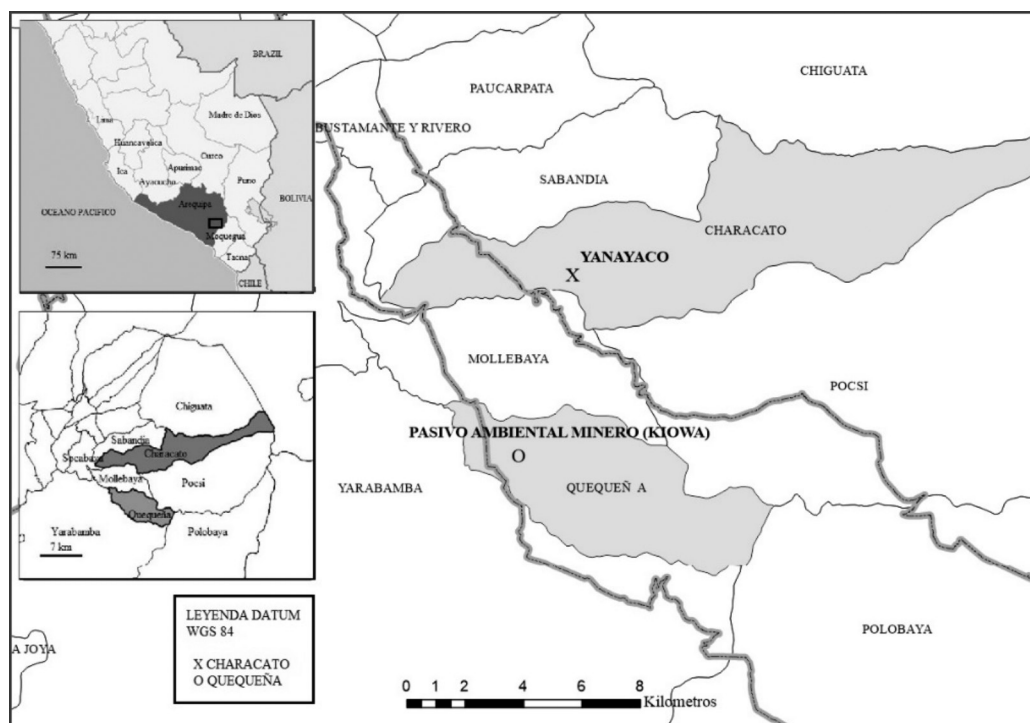 BRAZIL
Madre de Dios
Lima
Huancavalica
Cusco
Ica
Apurimac
Puno
Ayacucho
Arequipa
BOLIVIA
OCEANO PACIFICO
Moquegua
Tacna
75 km
CHILE
Chiguata
Sabandia
Characato
Socabaya
Mollebaya
Pocsi
Quequeña
Yarabamba
Polobaya
7 km
LEYENDA DATUM
WGS 84
X CHARACATO
O QUEQUEÑA
A JOYA
CHIGUATA
PAUCARPATA
BUSTAMANTE Y RIVERO
SABANDIA
CHARACATO
YANAYACO
X
MOLLEBAYA
POCSI
PASIVO AMBIENTAL MINERO (KIOWA)
O
YARABAMBA
QUEQUEÑ A
POLOBAYA
0 1 2 4 6 8
Kilometros